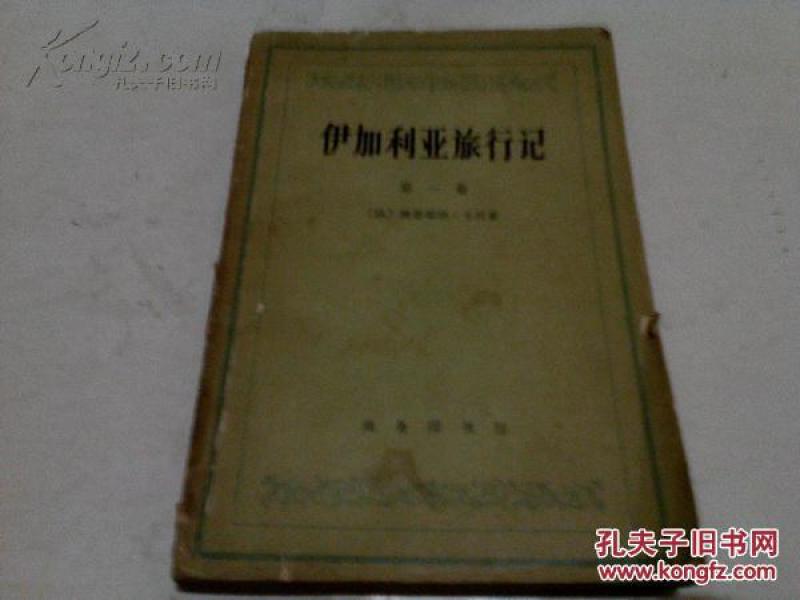 Kongfz.com
孔夫子旧书网
伊加利亚旅行记
第一卷
〔法〕
商务印书馆
孔夫子旧书网
www.kongfz.com